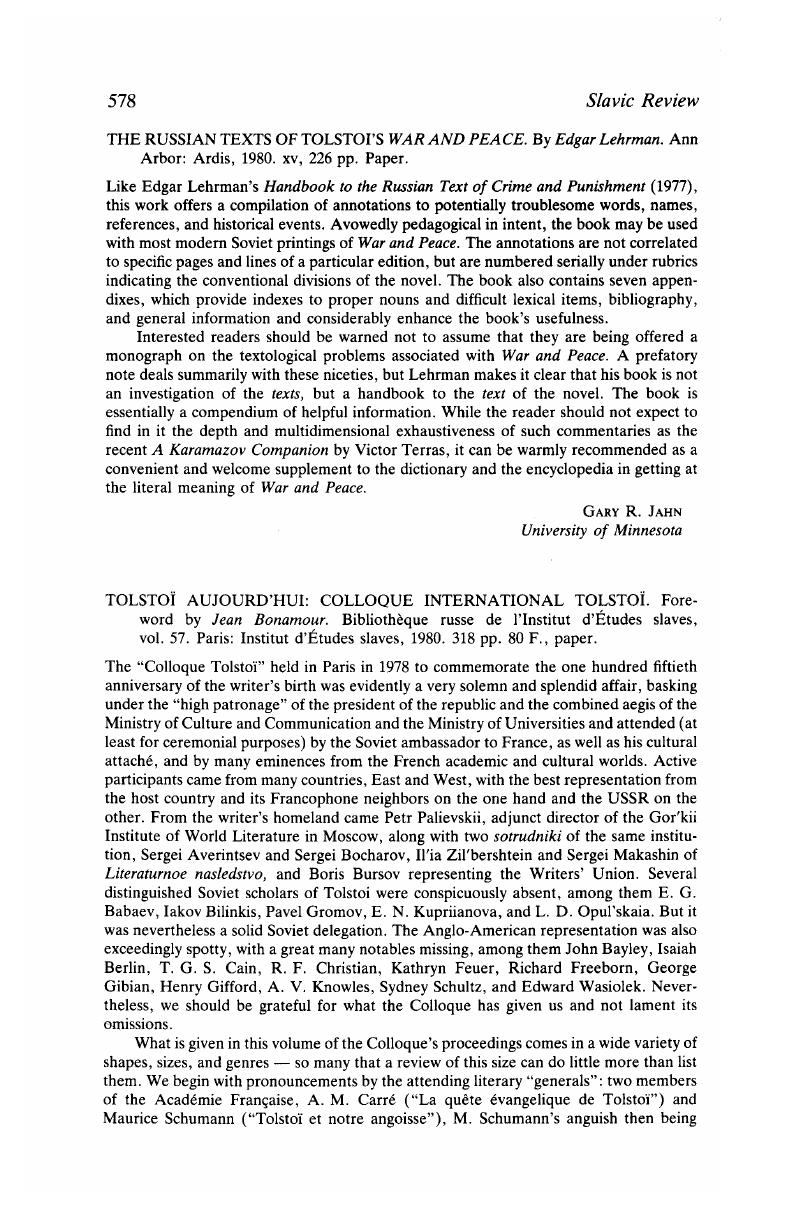 578 Slavic Review
THE RUSSIAN TEXTS OF TOLSTOI'S WAR AND PEACE. By Edgar Lehrman. Ann
Arbor: Ardis, 1980. xv, 226 pp. Paper.
Like Edgar Lehrman's Handbook to the Russian Text of Crime and Punishment (1977),
this work offers a compilation of annotations to potentially troublesome words, names,
references, and historical events. Avowedly pedagogical in intent, the book may be used
with most modern Soviet printings of War and Peace. The annotations are not correlated
to specific pages and lines of a particular edition, but are numbered serially under rubrics
indicating the conventional divisions of the novel. The book also contains seven appen-
dixes, which provide indexes to proper nouns and difficult lexical items, bibliography,
and general information and considerably enhance the book's usefulness.
Interested readers should be warned not to assume that they are being offered a
monograph on the textological problems associated with War and Peace. A prefatory
note deals summarily with these niceties, but Lehrman makes it clear that his book is not
an investigation of the texts, but a handbook to the text of the novel. The book is
essentially a compendium of helpful information. While the reader should not expect to
find in it the depth and multidimensional exhaustiveness of such commentaries as the
recent A Karamazov Companion by Victor Terras, it can be warmly recommended as a
convenient and welcome supplement to the dictionary and the encyclopedia in getting at
the literal meaning of War and Peace.
GARY R. JAHN
University of Minnesota
TOLSTOÏ AUJOURD'HUI: COLLOQUE INTERNATIONAL TOLSTOÏ. Fore-
word by Jean Bonamour. Bibliothèque russe de l'Institut d'Études slaves,
vol. 57. Paris: Institut d'Études slaves, 1980. 318 pp. 80 F., paper.
The "Colloque Tolstoï" held in Paris in 1978 to commemorate the one hundred fiftieth
anniversary of the writer's birth was evidently a very solemn and splendid affair, basking
under the "high patronage" of the president of the republic and the combined aegis of the
Ministry of Culture and Communication and the Ministry of Universities and attended (at
least for ceremonial purposes) by the Soviet ambassador to France, as well as his cultural
attaché, and by many eminences from the French academic and cultural worlds. Active
participants came from many countries, East and West, with the best representation from
the host country and its Francophone neighbors on the one hand and the USSR on the
other. From the writer's homeland came Petr Palievskii, adjunct director of the Gor'kii
Institute of World Literature in Moscow, along with two sotrudniki of the same institu-
tion, Sergei Averintsev and Sergei Bocharov, Il'ia Zil'bershtein and Sergei Makashin of
Literaturnoe nasledstvo, and Boris Bursov representing the Writers' Union. Several
distinguished Soviet scholars of Tolstoi were conspicuously absent, among them E. G.
Babaev, Iakov Bilinkis, Pavel Gromov, E. N. Kupriianova, and L. D. Opul'skaia. But it
was nevertheless a solid Soviet delegation. The Anglo-American representation was also
exceedingly spotty, with a great many notables missing, among them John Bayley, Isaiah
Berlin, T. G. S. Cain, R. F. Christian, Kathryn Feuer, Richard Freeborn, George
Gibian, Henry Gifford, A. V. Knowles, Sydney Schultz, and Edward Wasiolek. Never-
theless, we should be grateful for what the Colloque has given us and not lament its
omissions.
What is given in this volume of the Colloque's proceedings comes in a wide variety of
shapes, sizes, and genres — so many that a review of this size can do little more than list
them. We begin with pronouncements by the attending literary "generals": two members
of the Académie Française, A. M. Carré ("La quête évangelique de Tolstoï") and
Maurice Schumann ("Tolstoï et notre angoisse"), M. Schumann's anguish then being